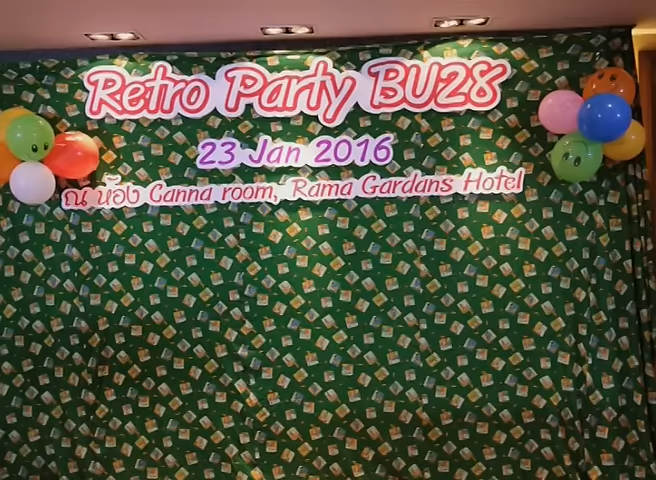 Retro Party BU28
23 Jan 2016
ณ ห้อง Canna room, Rama Gardans Hotel